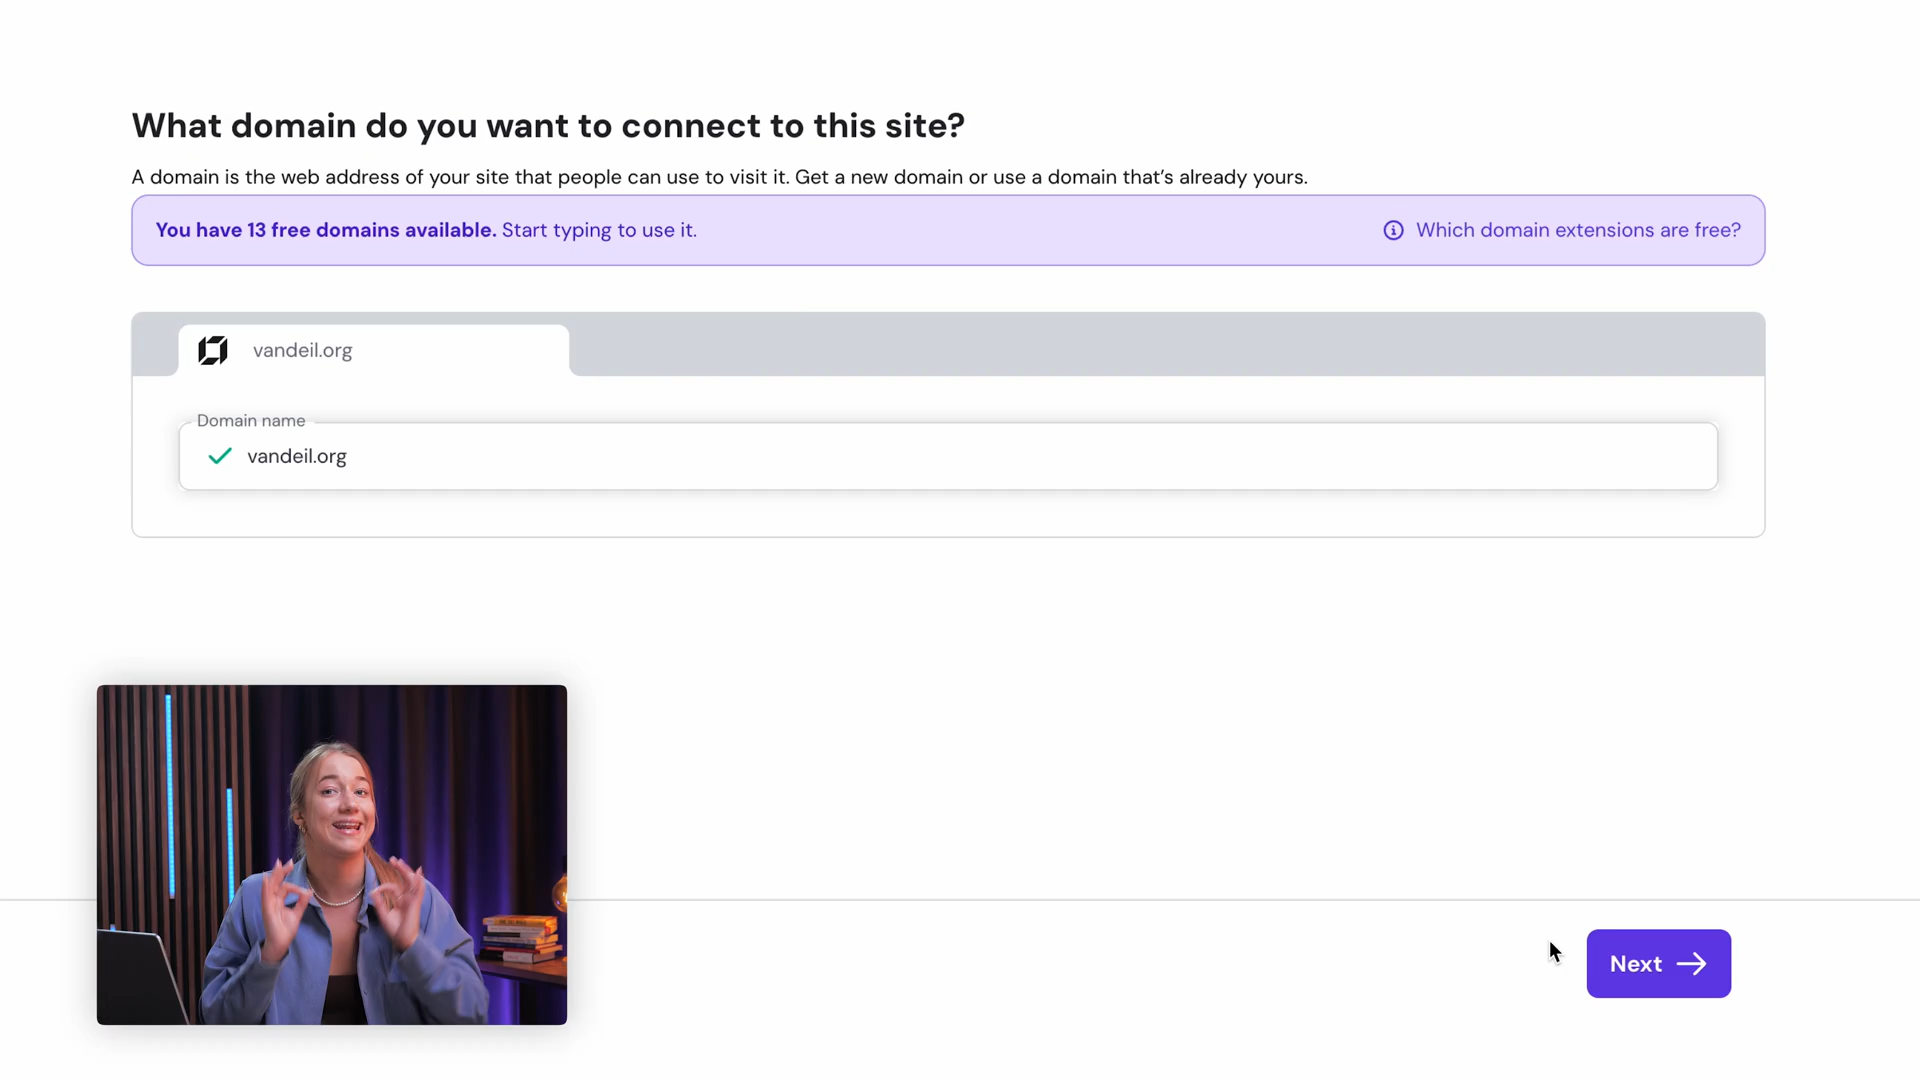 What domain do you want to connect to this site?
A domain is the web address of your site that people can use to visit it. Get a new domain or use a domain that’s already yours.
You have 13 free domains available. Start typing to use it.
Which domain extensions are free?
vandeil.org
Domain name
vandeil.org
Next